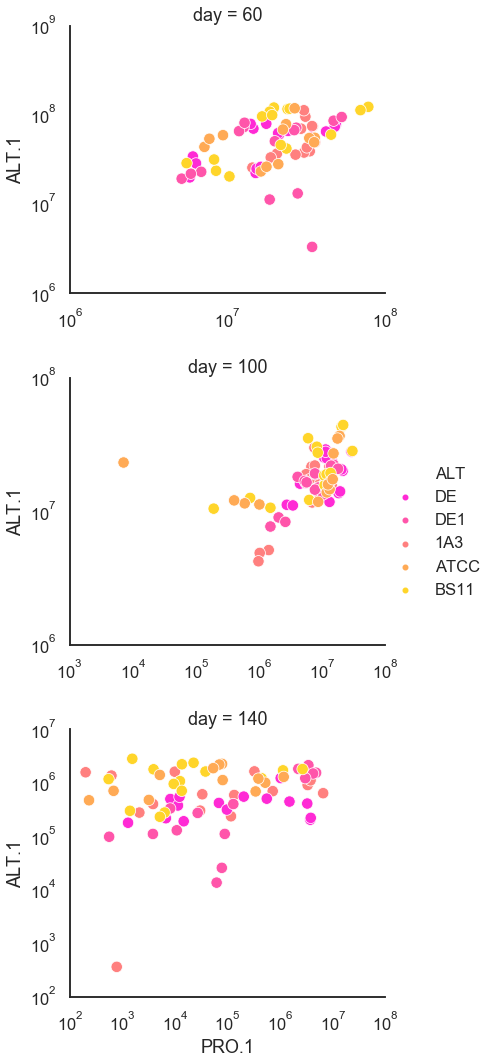 day = 60
10^9
10^8
10^7
10^6
ALT.1
10^6 10^7 10^8
day = 100
10^8
10^7
10^6
ALT.1
10^3 10^4 10^5 10^6 10^7 10^8
ALT
DE
DE1
1A3
ATCC
BS11
day = 140
10^7
10^6
10^5
10^4
10^3
10^2
ALT.1
10^2 10^3 10^4 10^5 10^6 10^7 10^8
PRO.1